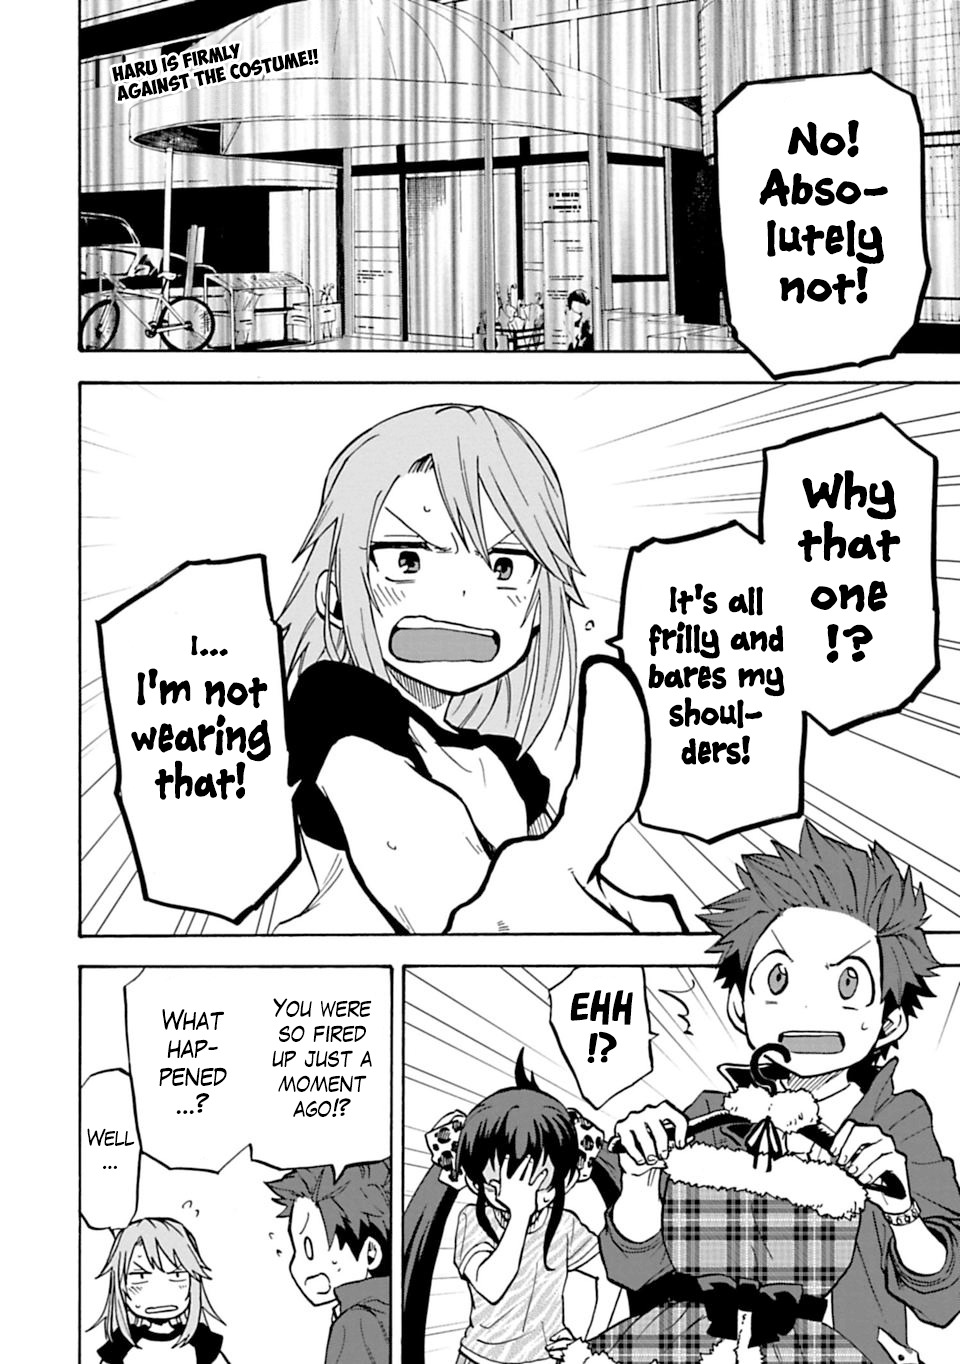 HARU IS FIRMLY
AGAINST THE COSTUME!!
No!
Abso-
lutely
not!
Why
that
one
!?
It's all
frilly and
bares my
shoul-
ders!
I...
I'm not
wearing
that!
EHH
!?
YOU WERE
SO FIRED
UP JUST A
MOMENT
AGO!?
WHAT
HAP-
PENED
...?
WELL
...